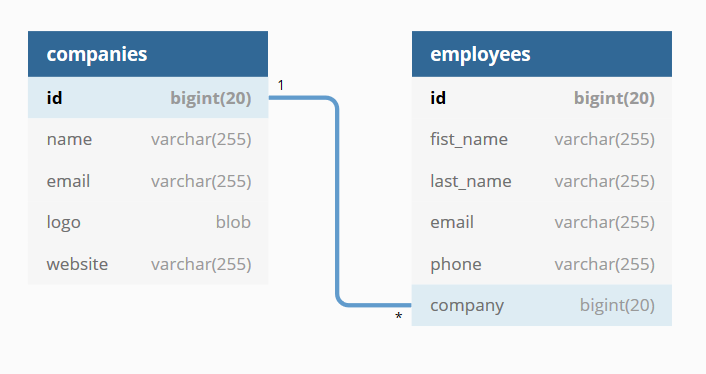 companies
id bigint(20)
name varchar(255)
email varchar(255)
logo blob
website varchar(255)
1
*
employees
id bigint(20)
fist_name varchar(255)
last_name varchar(255)
email varchar(255)
phone varchar(255)
company bigint(20)